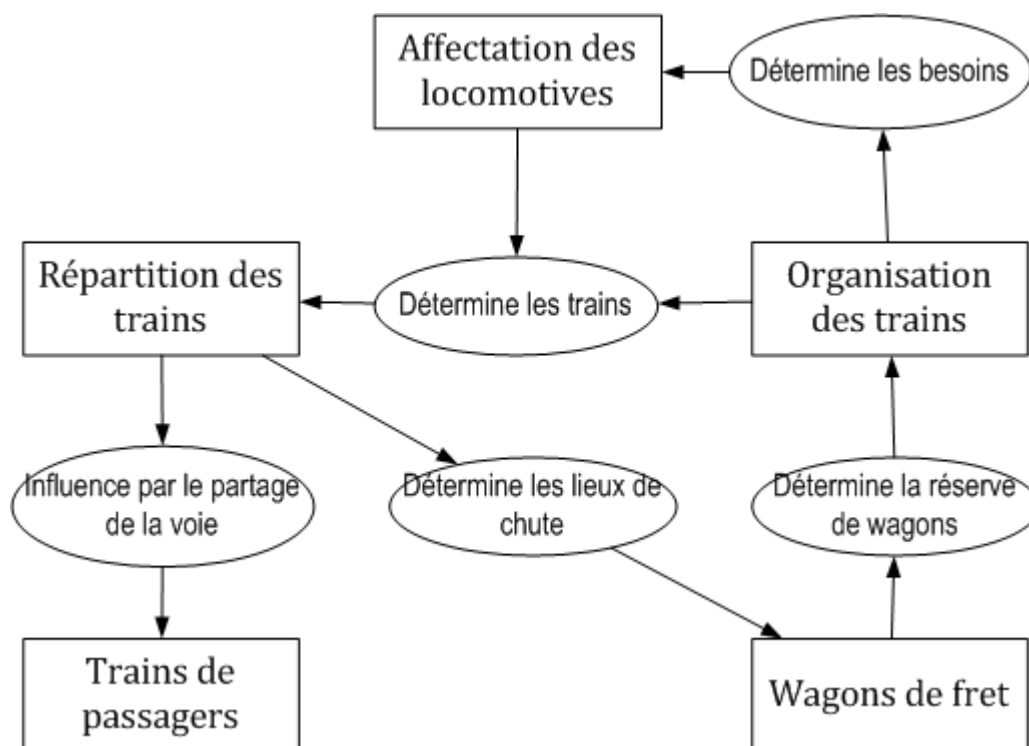 Affectation des
locomotives
Détermine les besoins
Répartition des
trains
Détermine les trains
Organisation
des trains
Influence par le partage
de la voie
Détermine les lieux de
chute
Détermine la réserve
de wagons
Trains de
passagers
Wagons de fret